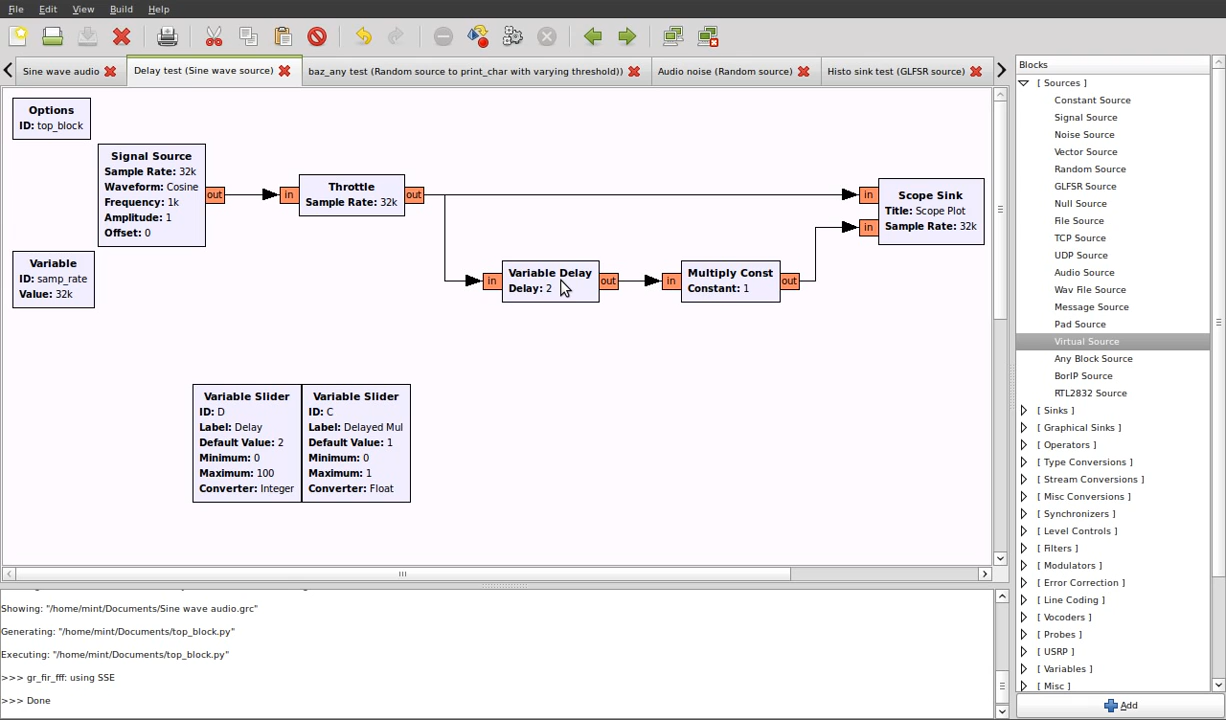 File Edit View Build Help
Sine wave audio
Delay test (Sine wave source)
baz_any test (Random source to print_char with varying threshold))
Audio noise (Random source)
Histo sink test (GLFSR source)
Options
ID: top_block
Signal Source
Sample Rate: 32k
Waveform: Cosine
Frequency: 1k
Amplitude: 1
Offset: 0
out
in
Throttle
Sample Rate: 32k
out
in
in
Scope Sink
Title: Scope Plot
Sample Rate: 32k
Variable
ID: samp_rate
Value: 32k
in
Variable Delay
Delay: 2
out
in
Multiply Const
Constant: 1
out
Variable Slider
ID: D
Label: Delay
Default Value: 2
Minimum: 0
Maximum: 100
Converter: Integer
Variable Slider
ID: C
Label: Delayed Mul
Default Value: 1
Minimum: 0
Maximum: 1
Converter: Float
Showing: "/home/mint/Documents/Sine wave audio.grc"
Generating: "/home/mint/Documents/top_block.py"
Executing: "/home/mint/Documents/top_block.py"
>>> gr_fir_fff: using SSE
>>> Done
Blocks
[ Sources ]
Constant Source
Signal Source
Noise Source
Vector Source
Random Source
GLFSR Source
Null Source
File Source
TCP Source
UDP Source
Audio Source
Wav File Source
Message Source
Pad Source
Virtual Source
Any Block Source
BorIP Source
RTL2832 Source
[ Sinks ]
[ Graphical Sinks ]
[ Operators ]
[ Type Conversions ]
[ Stream Conversions ]
[ Misc Conversions ]
[ Synchronizers ]
[ Level Controls ]
[ Filters ]
[ Modulators ]
[ Error Correction ]
[ Line Coding ]
[ Vocoders ]
[ Probes ]
[ USRP ]
[ Variables ]
[ Misc ]
Add